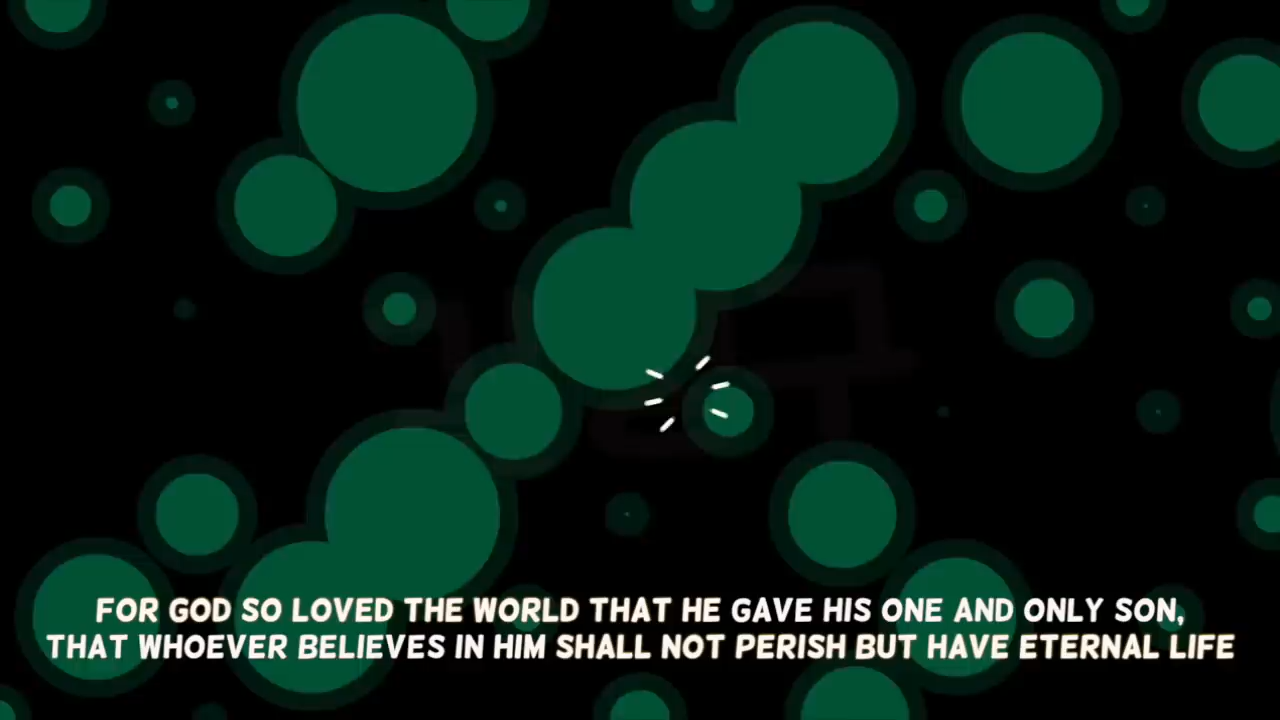 FOR GOD SO LOVED THE WORLD THAT HE GAVE HIS ONE AND ONLY SON,
THAT WHOEVER BELIEVES IN HIM SHALL NOT PERISH BUT HAVE ETERNAL LIFE